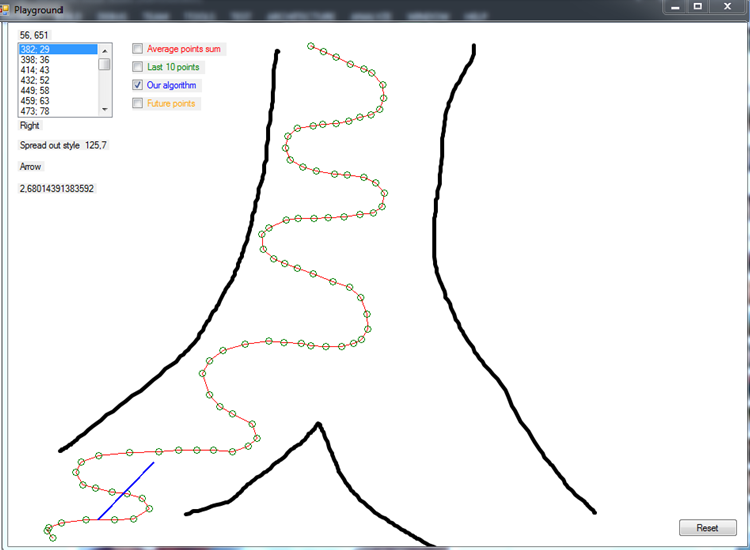 Playground
56, 651
382; 29
398; 36
414; 43
432; 52
449; 58
459; 63
473; 78
Average points sum
Last 10 points
Our algorithm
Future points
Right
Spread out style 125,7
Arrow
2,68014391383592
Reset